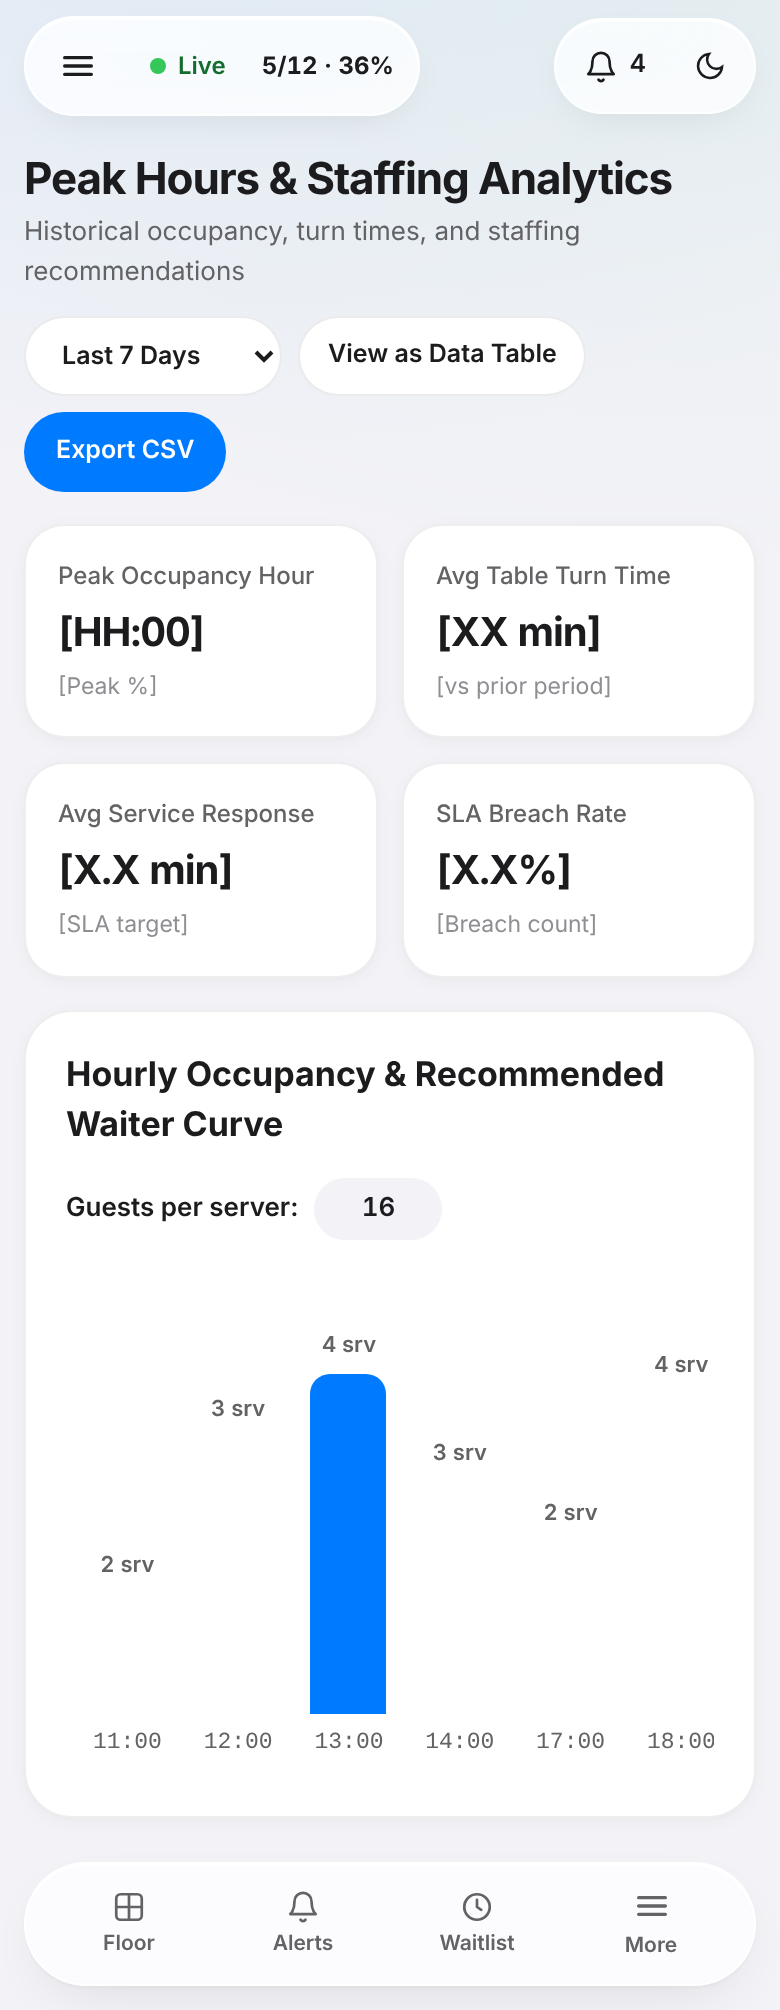 Live 5/12 · 36% 4
Peak Hours & Staffing Analytics
Historical occupancy, turn times, and staffing
recommendations
Last 7 Days View as Data Table
Export CSV
Peak Occupancy Hour
[HH:00]
[Peak %]
Avg Table Turn Time
[XX min]
[vs prior period]
Avg Service Response
[X.X min]
[SLA target]
SLA Breach Rate
[X.X%]
[Breach count]
Hourly Occupancy & Recommended
Waiter Curve
Guests per server: 16
2 srv
3 srv
4 srv
3 srv
2 srv
4 srv
11:00 12:00 13:00 14:00 17:00 18:00
Floor Alerts Waitlist More